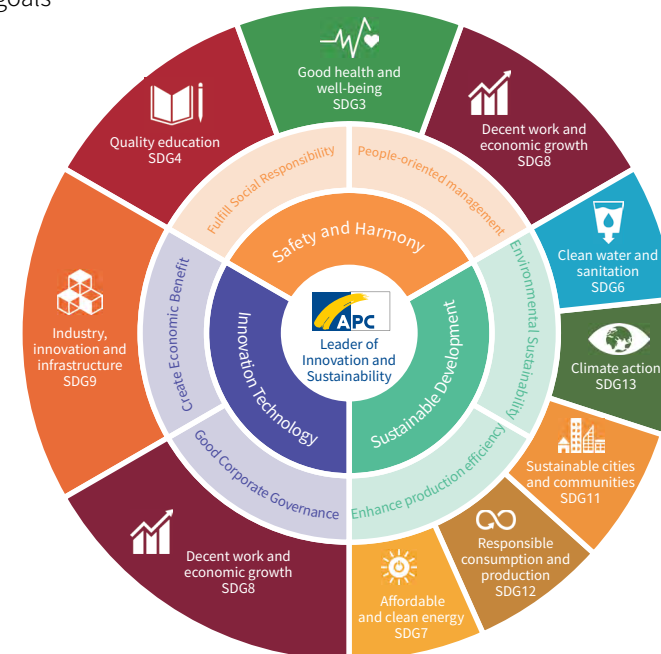 goals
Good health and
well-being
SDG3
Decent work and
economic growth
SDG8
Clean water and
sanitation
SDG6
Climate action
SDG13
Sustainable cities
and communities
SDG11
Responsible
consumption and
production
SDG12
Affordable
and clean energy
SDG7
Decent work and
economic growth
SDG8
Industry,
innovation and
infrastructure
SDG9
Quality education
SDG4
Fulfill Social Responsibility
People-oriented management
Environmental Sustainability
Enhance production efficiency
Good Corporate Governance
Create Economic Benefit
Safety and Harmony
Sustainable Development
Innovation Technology
APC
Leader of
Innovation and
Sustainability